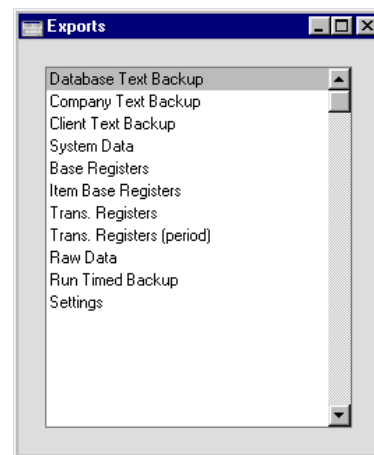 Exports
Database Text Backup
Company Text Backup
Client Text Backup
System Data
Base Registers
Item Base Registers
Trans. Registers
Trans. Registers (period)
Raw Data
Run Timed Backup
Settings